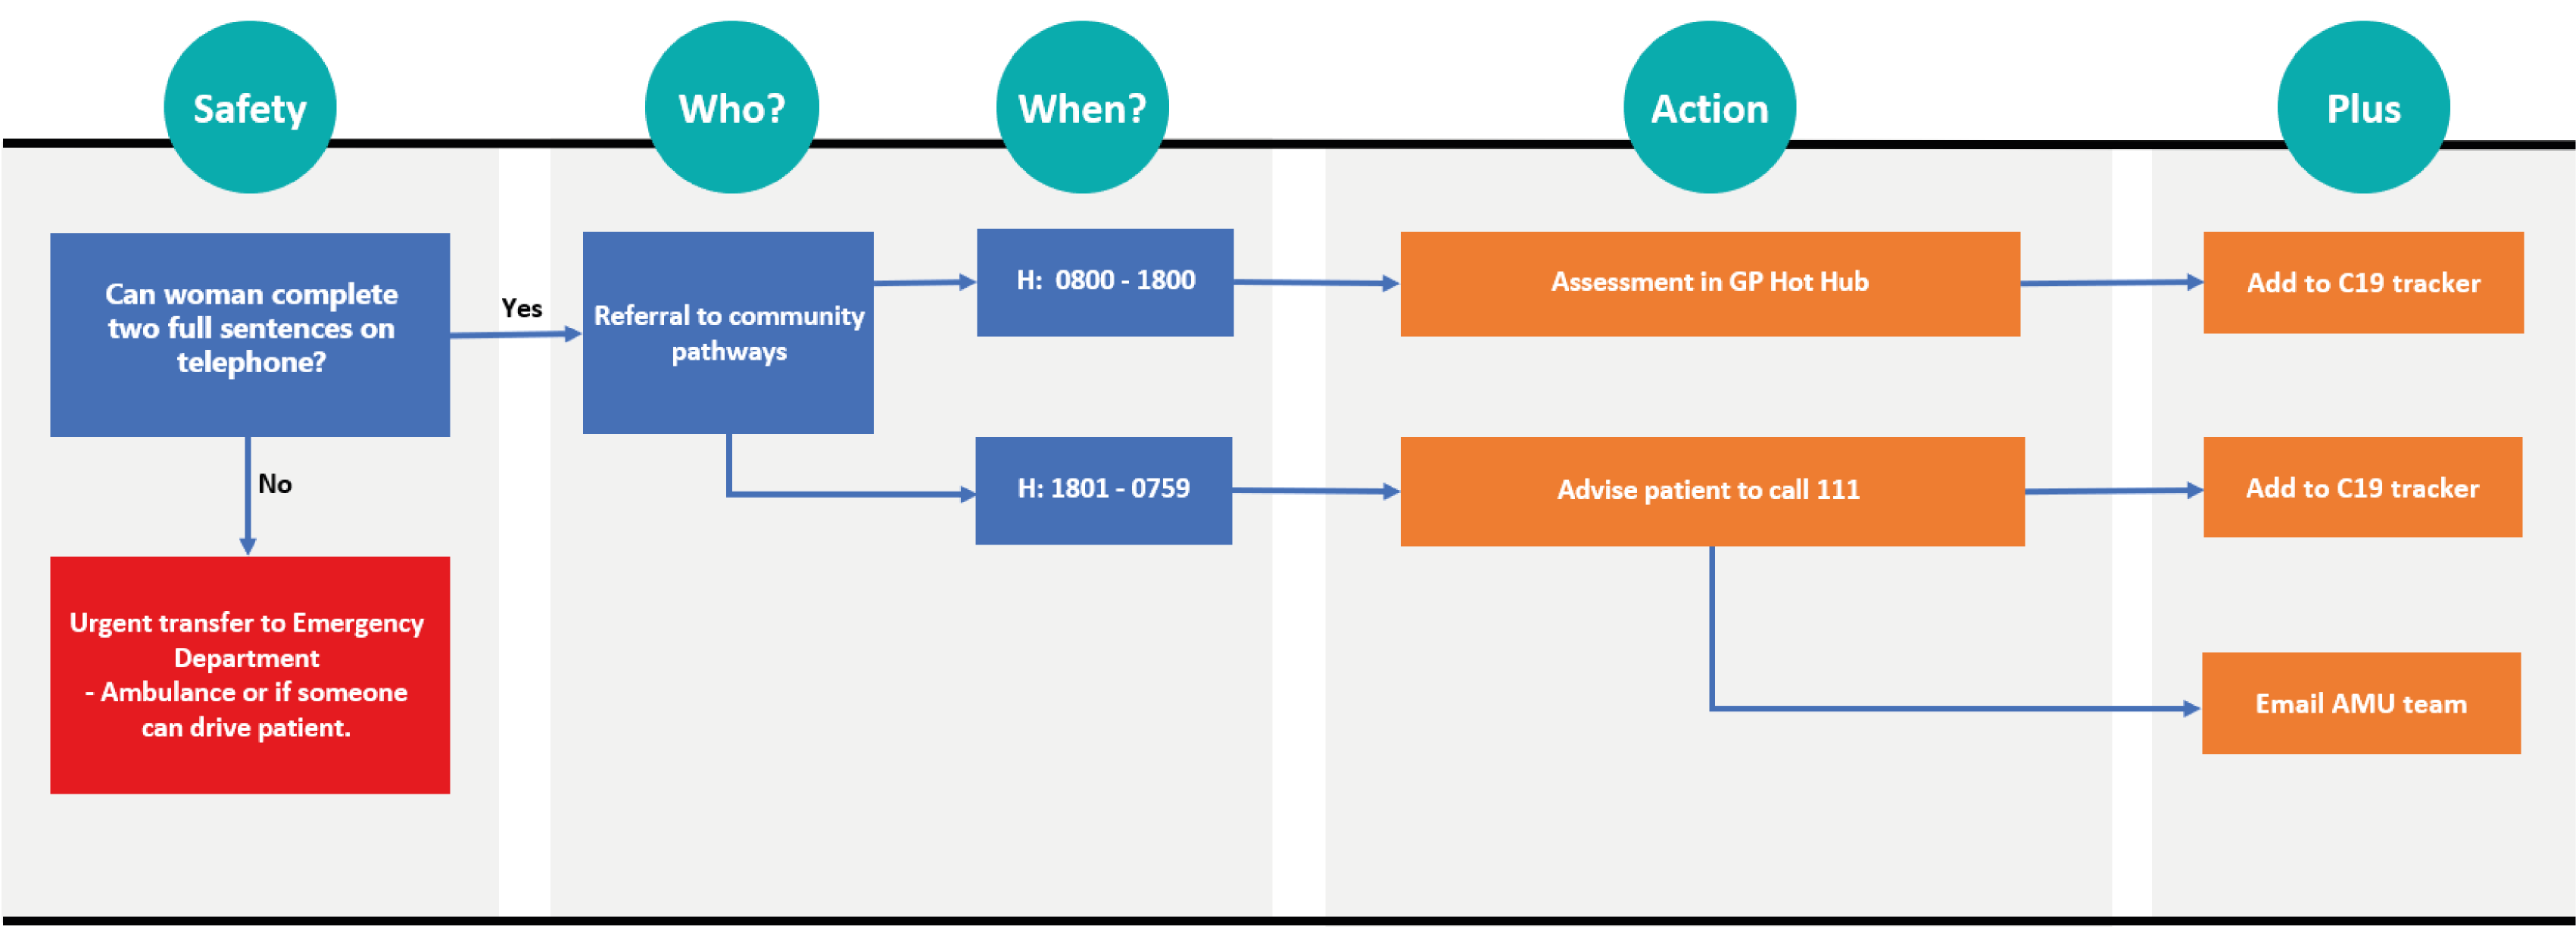 Safety
Who?
When?
Action
Plus
Can woman complete
two full sentences on
telephone?
Yes
No
Urgent transfer to Emergency
Department
- Ambulance or if someone
can drive patient.
Referral to community
pathways
H:  0800 - 1800
Assessment in GP Hot Hub
Add to C19 tracker
H: 1801 - 0759
Advise patient to call 111
Add to C19 tracker
Email AMU team